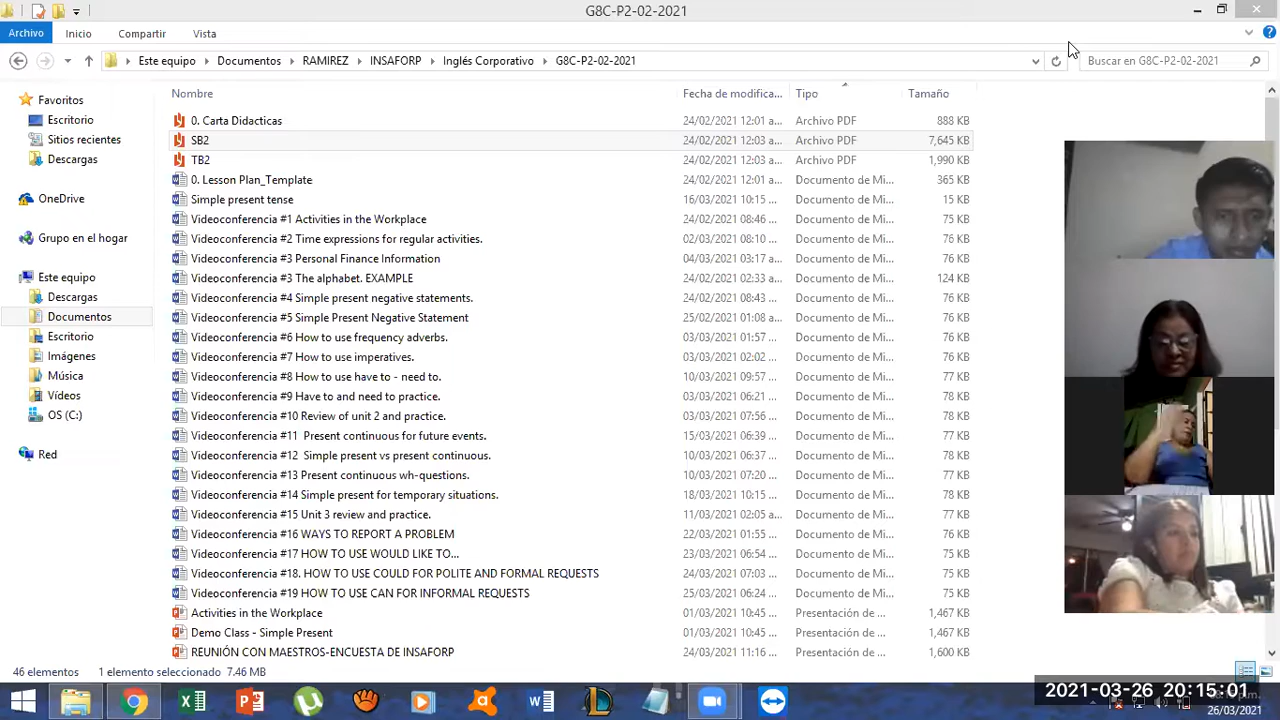 G8C-P2-02-2021
Archivo Inicio Compartir Vista
Este equipo Documentos RAMIREZ INSAFORP Inglés Corporativo G8C-P2-02-2021 Buscar en G8C-P2-02-2021
Nombre Fecha de modifica... Tipo Tamaño
Favoritos
Escritorio
Sitios recientes
Descargas
OneDrive
Grupo en el hogar
Este equipo
Descargas
Documentos
Escritorio
Imágenes
Música
Vídeos
OS (C:)
Red
0. Carta Didacticas 24/02/2021 12:01 a... Archivo PDF 888 KB
SB2 24/02/2021 12:03 a... Archivo PDF 7,645 KB
TB2 24/02/2021 12:03 a... Archivo PDF 1,990 KB
0. Lesson Plan_Template 24/02/2021 12:01 a... Documento de Mi... 365 KB
Simple present tense 16/03/2021 10:15 ... Documento de Mi... 15 KB
Videoconferencia #1 Activities in the Workplace 24/02/2021 08:46 ... Documento de Mi... 75 KB
Videoconferencia #2 Time expressions for regular activities. 02/03/2021 08:10 ... Documento de Mi... 76 KB
Videoconferencia #3 Personal Finance Information 04/03/2021 03:17 ... Documento de Mi... 76 KB
Videoconferencia #3 The alphabet. EXAMPLE 24/02/2021 02:33 a... Documento de Mi... 124 KB
Videoconferencia #4 Simple present negative statements. 24/02/2021 08:43 ... Documento de Mi... 76 KB
Videoconferencia #5 Simple Present Negative Statement 25/02/2021 01:08 a... Documento de Mi... 76 KB
Videoconferencia #6 How to use frequency adverbs. 03/03/2021 01:57 ... Documento de Mi... 76 KB
Videoconferencia #7 How to use imperatives. 03/03/2021 02:02 ... Documento de Mi... 76 KB
Videoconferencia #8 How to use have to - need to. 10/03/2021 09:57 ... Documento de Mi... 76 KB
Videoconferencia #9 Have to and need to practice. 03/03/2021 06:21 ... Documento de Mi... 78 KB
Videoconferencia #10 Review of unit 2 and practice. 03/03/2021 07:56 ... Documento de Mi... 78 KB
Videoconferencia #11 Present continuous for future events. 15/03/2021 06:39 ... Documento de Mi... 77 KB
Videoconferencia #12 Simple present vs present continuous. 10/03/2021 06:37 ... Documento de Mi... 78 KB
Videoconferencia #13 Present continuous wh-questions. 10/03/2021 07:20 ... Documento de Mi... 77 KB
Videoconferencia #14 Simple present for temporary situations. 18/03/2021 10:15 ... Documento de Mi... 78 KB
Videoconferencia #15 Unit 3 review and practice. 11/03/2021 02:05 a... Documento de Mi... 77 KB
Videoconferencia #16 WAYS TO REPORT A PROBLEM 22/03/2021 01:55 ... Documento de Mi... 76 KB
Videoconferencia #17 HOW TO USE WOULD LIKE TO... 23/03/2021 06:54 ... Documento de Mi... 75 KB
Videoconferencia #18. HOW TO USE COULD FOR POLITE AND FORMAL REQUESTS 24/03/2021 07:03 ... Documento de Mi... 75 KB
Videoconferencia #19 HOW TO USE CAN FOR INFORMAL REQUESTS 25/03/2021 06:24 ... Documento de Mi... 75 KB
Activities in the Workplace 01/03/2021 10:45 ... Presentación de ... 1,467 KB
Demo Class - Simple Present 01/03/2021 10:45 ... Presentación de ... 1,467 KB
REUNIÓN CON MAESTROS-ENCUESTA DE INSAFORP 24/03/2021 11:16 ... Presentación de ... 1,600 KB
46 elementos 1 elemento seleccionado 7.46 MB
2021-03-26 20:15:01
26/03/2021